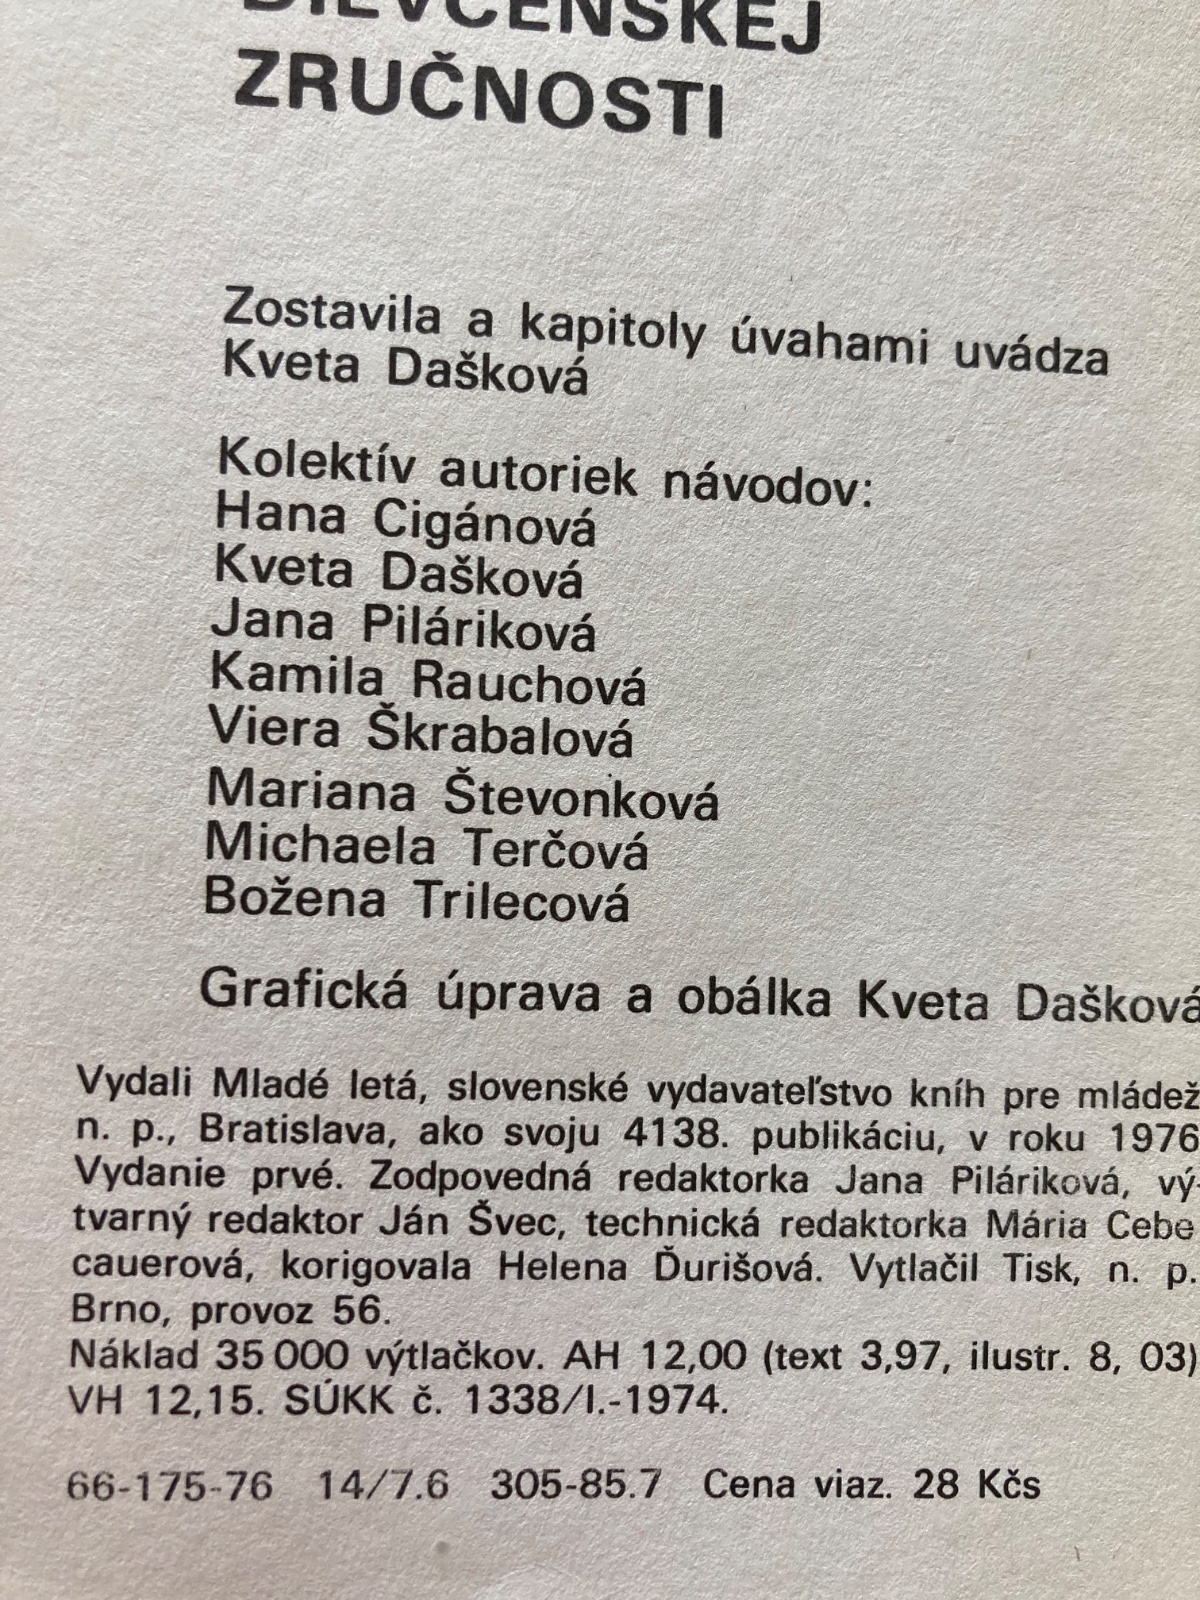 DIEVČENSKEJ
ZRUČNOSTI
Zostavila a kapitoly úvahami uvádza
Kveta Dašková
Kolektív autoriek návodov:
Hana Cigánová
Kveta Dašková
Jana Piláriková
Kamila Rauchová
Viera Škrabalová
Mariana Števonková
Michaela Terčová
Božena Trilecová
Grafická úprava a obálka Kveta Dašková
Vydali Mladé letá, slovenské vydavateľstvo kníh pre mládež
n. p., Bratislava, ako svoju 4138. publikáciu, v roku 1976
Vydanie prvé. Zodpovedná redaktorka Jana Piláriková, vý-
tvarný redaktor Ján Švec, technická redaktorka Mária Cebe
cauerová, korigovala Helena Ďurišová. Vytlačil Tisk, n. p.
Brno, provoz 56.
Náklad 35 000 výtlačkov. AH 12,00 (text 3,97, ilustr. 8, 03)
VH 12,15. SÚKK č. 1338/I.-1974.
66-175-76 14/7.6 305-85.7 Cena viaz. 28 Kčs